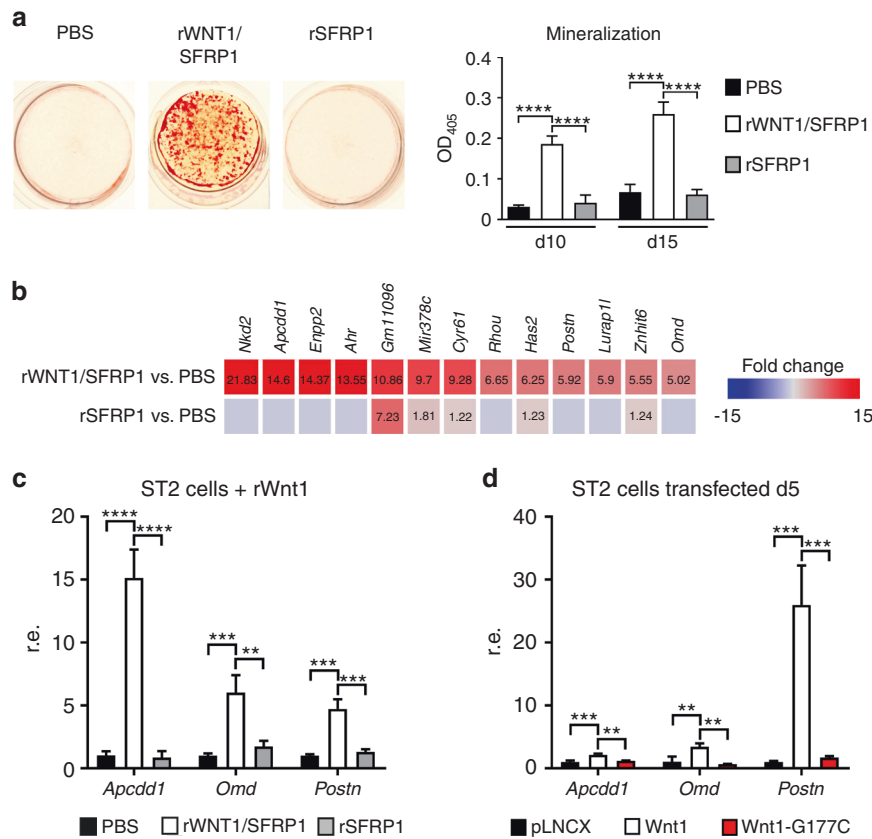 a
PBS
rWNT1/
SFRP1
rSFRP1
Mineralization
OD405
0.4
0.3
0.2
0.1
0
****
****
****
****
d10
d15
PBS
rWNT1/SFRP1
rSFRP1
b
Nkd2 Apcdd1 Enpp2 Ahr Gm11096 Mir378c Cyr61 Rhou Has2 Postn Lurap1l Znhit6 Omd
rWNT1/SFRP1 vs. PBS 21.83 14.6 14.37 13.55 10.86 9.7 9.28 6.65 6.25 5.92 5.9 5.55 5.02
rSFRP1 vs. PBS 7.23 1.81 1.22 1.23 1.24
Fold change
-15 15
c
ST2 cells + rWnt1
r.e.
20
15
10
5
0
****
****
***
**
***
***
Apcdd1 Omd Postn
PBS rWNT1/SFRP1 rSFRP1
d
ST2 cells transfected d5
r.e.
40
30
20
10
0
***
**
**
**
***
***
Apcdd1 Omd Postn
pLNCX Wnt1 Wnt1-G177C